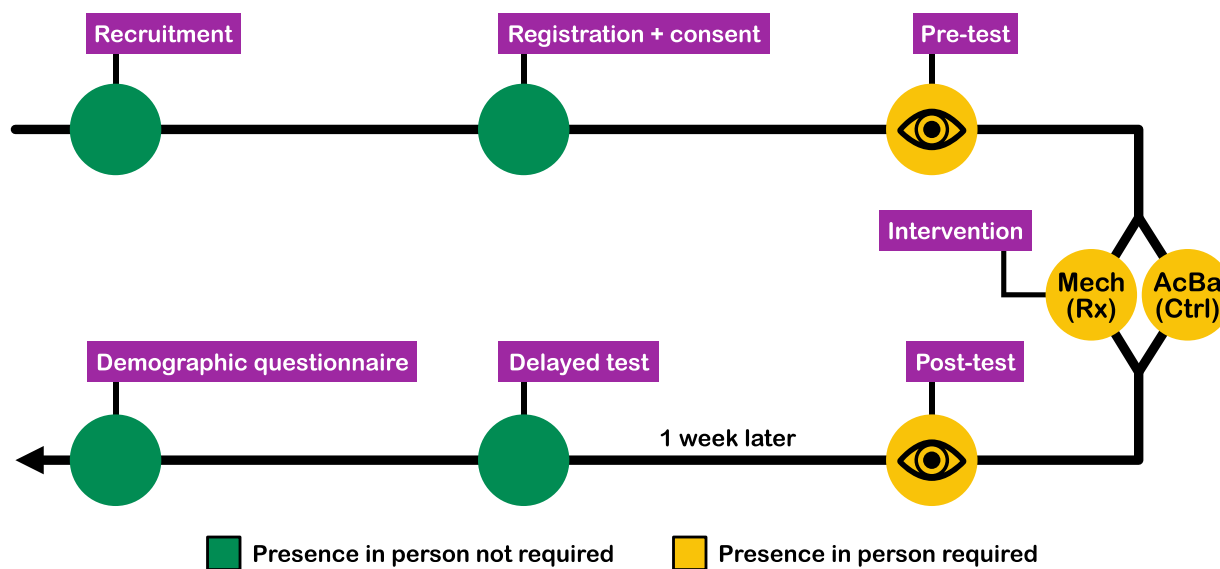 Recruitment
Registration + consent
Pre-test
Intervention
Mech
(Rx)
AcBa
(Ctrl)
Demographic questionnaire
Delayed test
Post-test
1 week later
Presence in person not required
Presence in person required